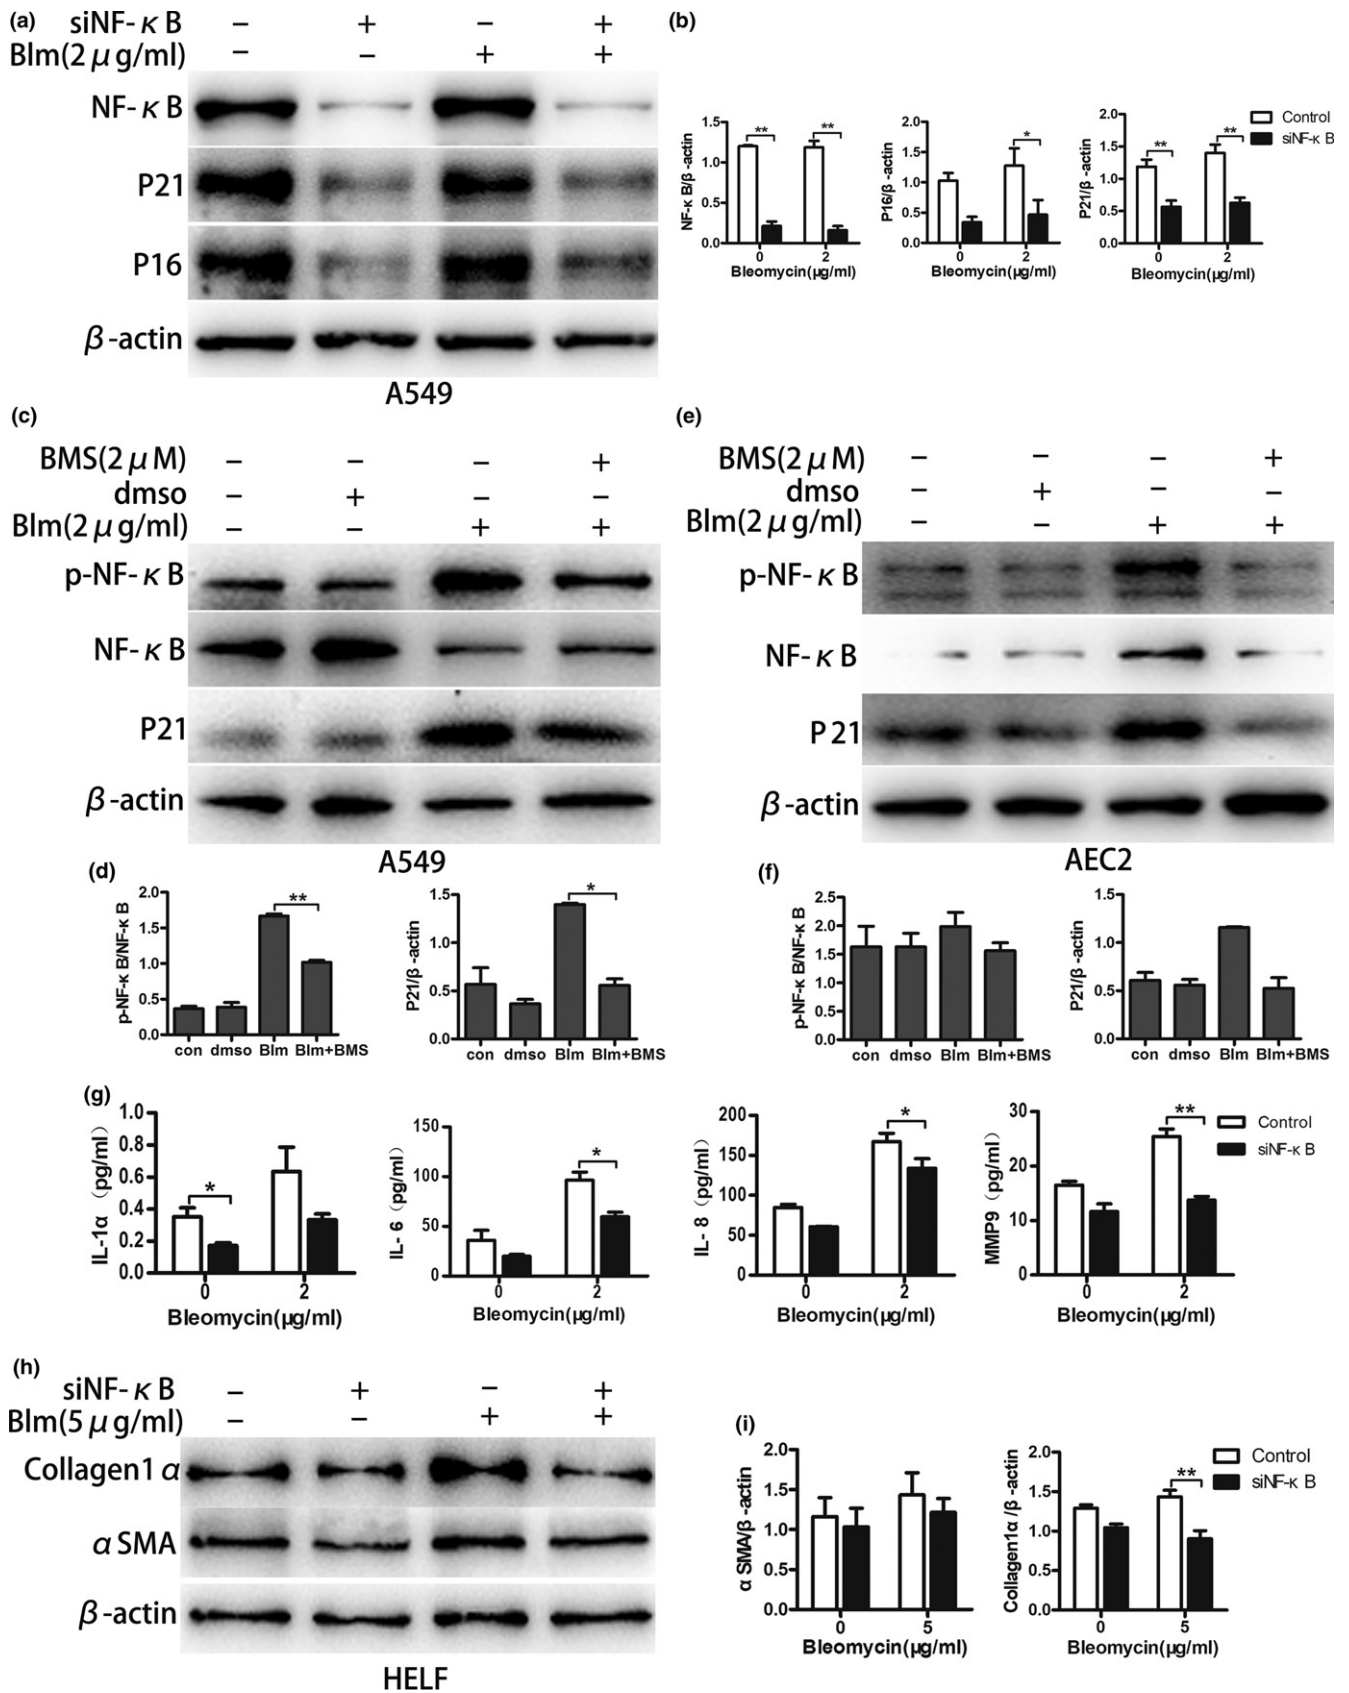 (a)
siNF-κB – + – +
Blm(2μg/ml) – – + +
NF-κB
P21
P16
β-actin
A549
(b)
NF-κ B/β -actin
1.5
1.0
0.5
0.0
** **
0 2
Bleomycin(μg/ml)
P16/β -actin
2.0
1.5
1.0
0.5
0.0
*
0 2
Bleomycin(μg/ml)
P21/β -actin
2.0
1.5
1.0
0.5
0.0
** **
0 2
Bleomycin(μg/ml)
Control
siNF-κ B
(c)
BMS(2μM) – – – +
dmso – + – –
Blm(2μg/ml) – – + +
p-NF-κB
NF-κB
P21
β-actin
A549
(e)
BMS(2μM) – – – +
dmso – + – –
Blm(2μg/ml) – – + +
p-NF-κB
NF-κB
P21
β-actin
AEC2
(d)
p-NF-κ B/NF-κ B
2.0
1.5
1.0
0.5
0.0
**
con dmso Blm Blm+BMS
P21/β -actin
1.5
1.0
0.5
0.0
*
con dmso Blm Blm+BMS
(f)
p-NF-κ B/NF-κ B
2.5
2.0
1.5
1.0
0.5
0.0
con dmso Blm Blm+BMS
P21/β -actin
1.5
1.0
0.5
0.0
con dmso Blm Blm+BMS
(g)
IL-1α (pg/ml)
1.0
0.8
0.6
0.4
0.2
0.0
*
0 2
Bleomycin(μg/ml)
IL- 6 (pg/ml)
150
100
50
0
*
0 2
Bleomycin(μg/ml)
IL- 8 (pg/ml)
200
150
100
50
0
*
0 2
Bleomycin(μg/ml)
MMP9 (pg/ml)
30
20
10
0
**
0 2
Bleomycin(μg/ml)
Control
siNF-κ B
(h)
siNF-κB – + – +
Blm(5μg/ml) – – + +
Collagen1α
αSMA
β-actin
HELF
(i)
α SMA/β -actin
2.0
1.5
1.0
0.5
0.0
0 5
Bleomycin(μg/ml)
Collagen1α/β -actin
2.0
1.5
1.0
0.5
0.0
**
0 5
Bleomycin(μg/ml)
Control
siNF-κ B